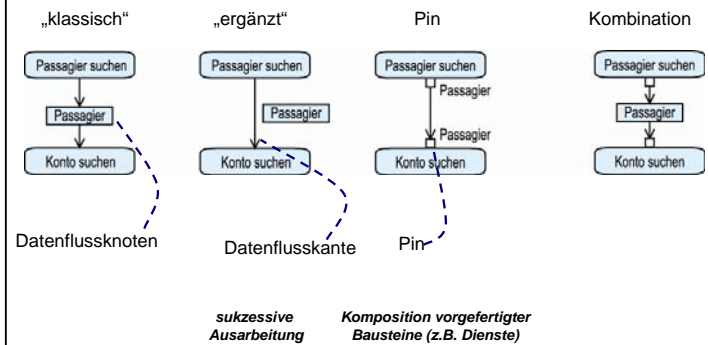 „klassisch“
„ergänzt“
Pin
Kombination
Passagier suchen
Passagier suchen
Passagier suchen
Passagier suchen
Passagier
Passagier
Passagier
Passagier
Passagier
Konto suchen
Konto suchen
Konto suchen
Konto suchen
Datenflussknoten
Datenflusskante
Pin
sukzessive
Ausarbeitung
Komposition vorgefertigter
Bausteine (z.B. Dienste)